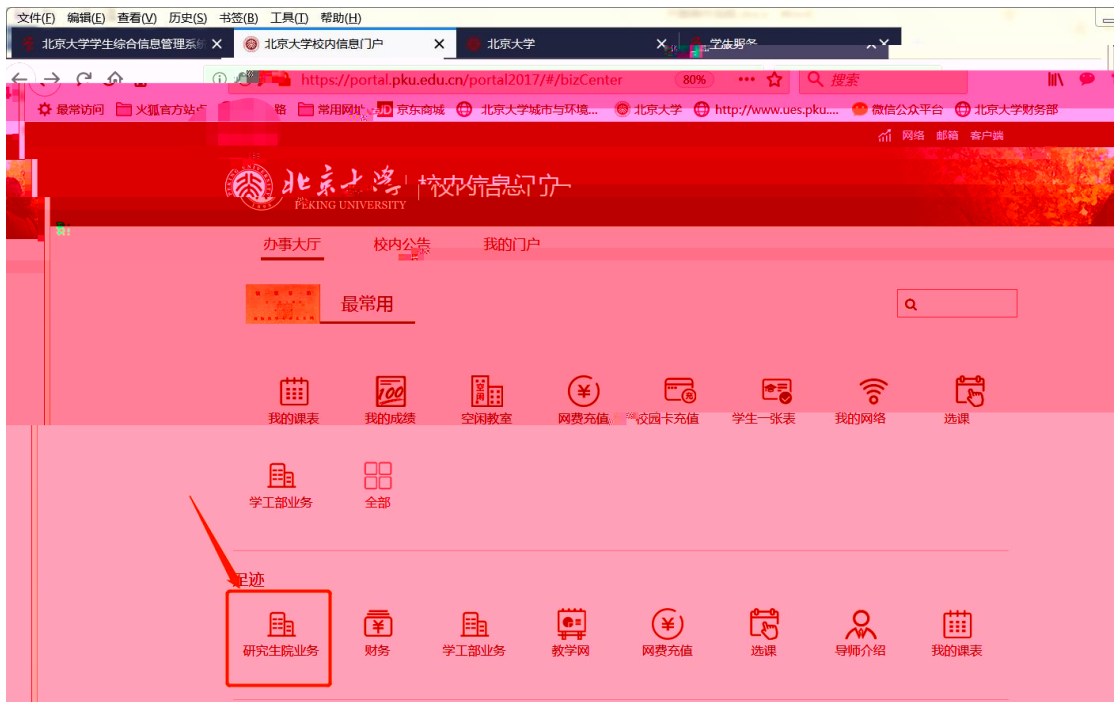 文件(F) 编辑(E) 查看(V) 历史(S) 书签(B) 工具(T) 帮助(H)
北京大学学生综合信息管理系统 北京大学校内信息门户 北京大学 学生服务
https://portal.pku.edu.cn/portal2017/#/bizCenter 80% 搜索
最常访问 火狐官方站点 常用网址 JD 京东商城 北京大学城市与环境... 北京大学 http://www.ues.pku.... 微信公众平台 北京大学财务部
网络 邮箱 客户端
北京大学 校内信息门户
PEKING UNIVERSITY
办事大厅 校内公告 我的门户
最常用
我的课表 我的成绩 空闲教室 网费充值 校园卡充值 学生一张表 我的网络 选课
学工部业务 全部
足迹
研究生院业务 财务 学工部业务 教学网 网费充值 选课 导师介绍 我的课表